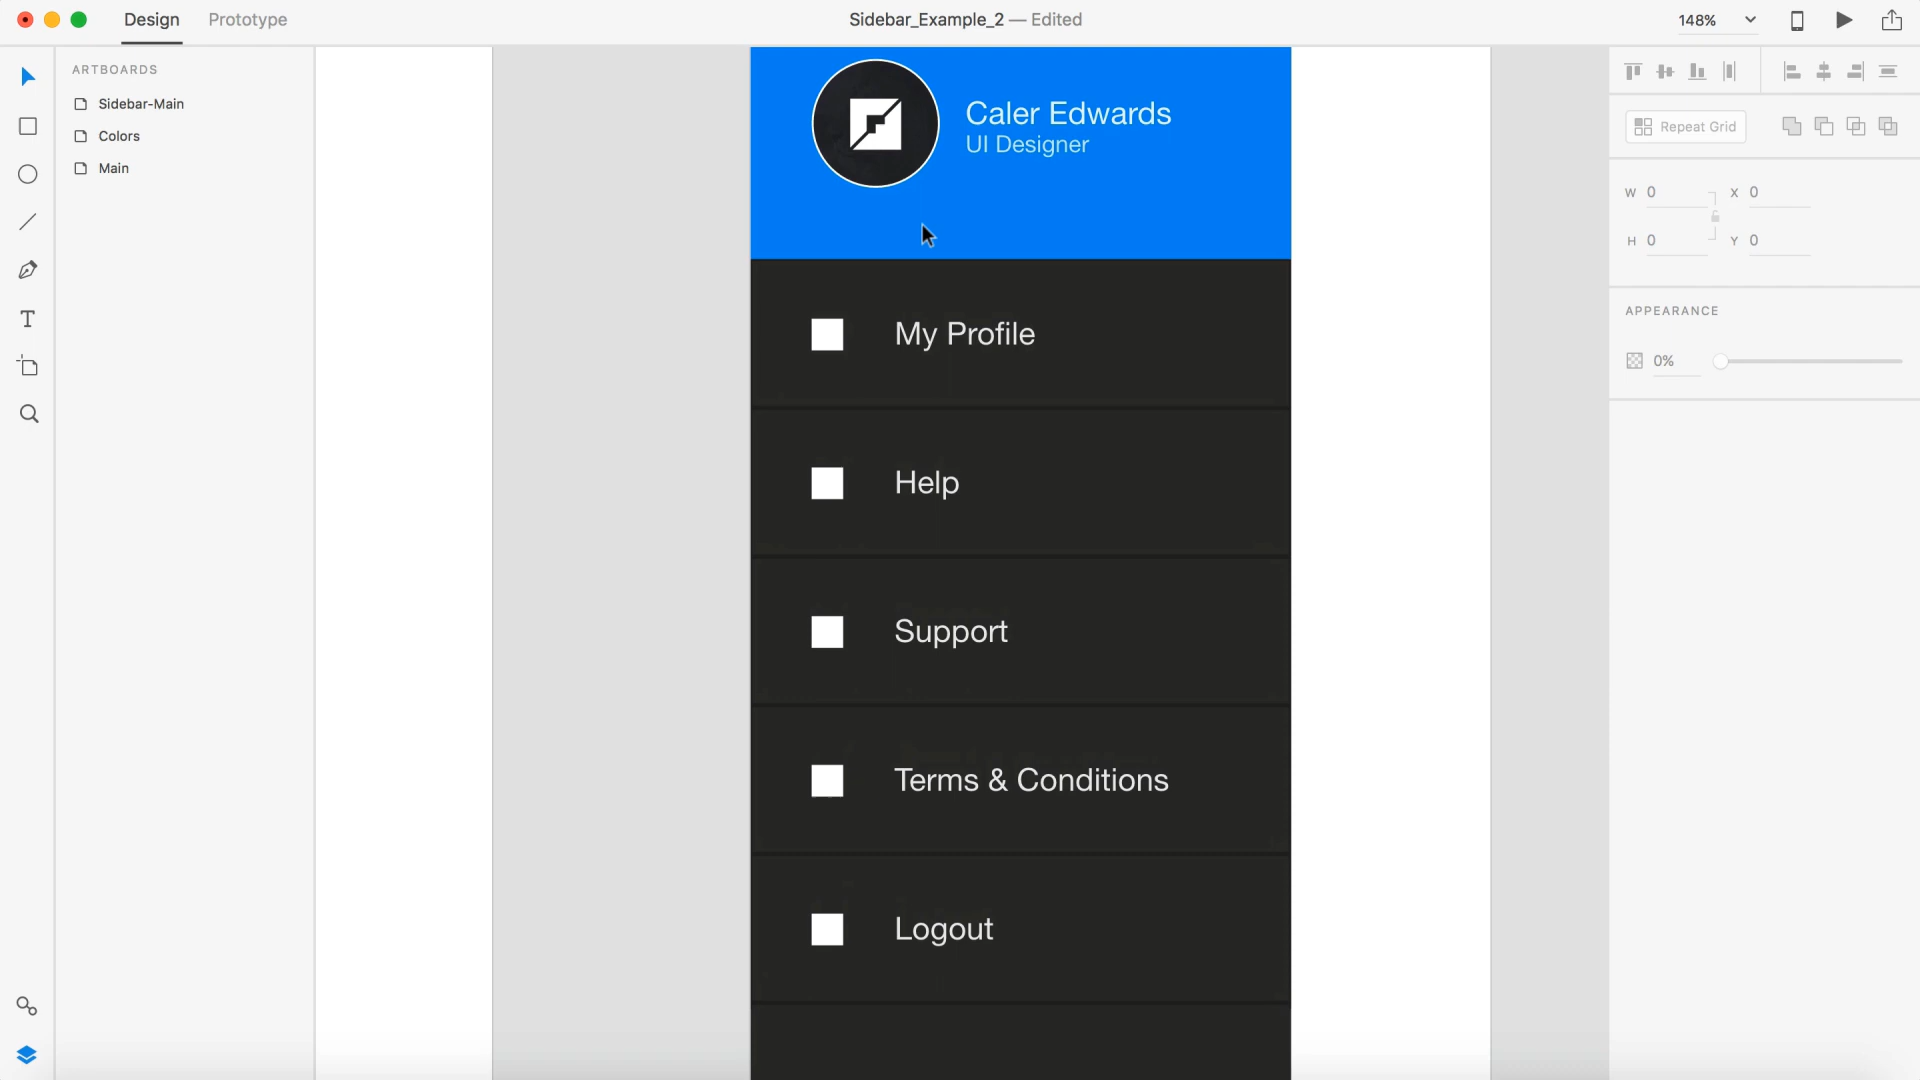 Design
Prototype
Sidebar_Example_2 — Edited
148%
ARTBOARDS
Sidebar-Main
Colors
Main
Caler Edwards
UI Designer
My Profile
Help
Support
Terms & Conditions
Logout
Repeat Grid
W 0 X 0
H 0 Y 0
APPEARANCE
0%